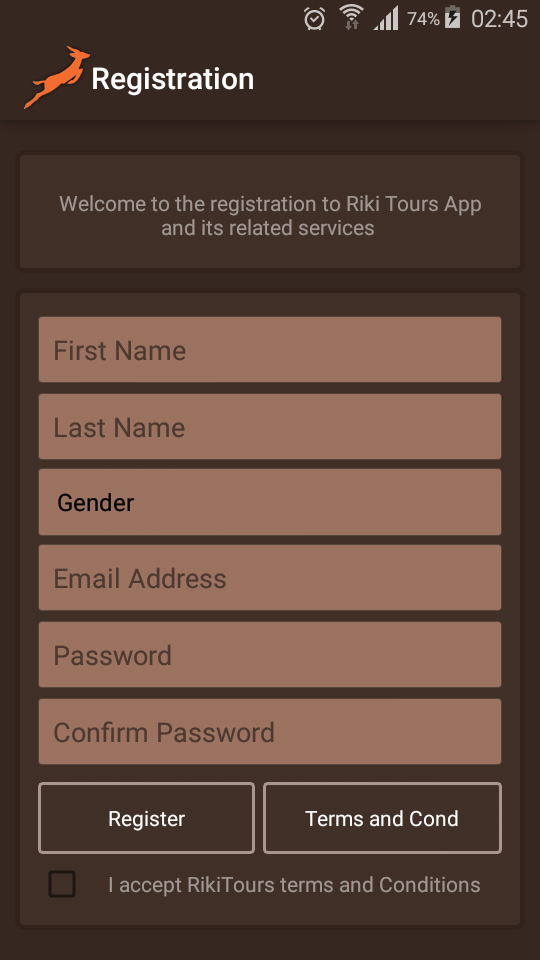 74% 02:45
Registration
Welcome to the registration to Riki Tours App
and its related services
First Name
Last Name
Gender
Email Address
Password
Confirm Password
Register Terms and Cond
I accept RikiTours terms and Conditions